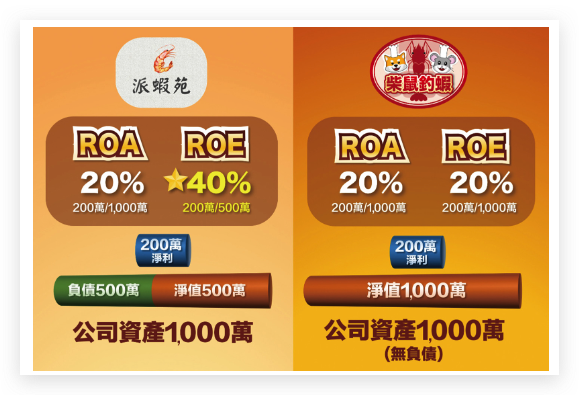 派蝦苑
ROA
ROE
20%
40%
200萬/1,000萬
200萬/500萬
200萬
淨利
負債500萬
淨值500萬
公司資產1,000萬
柴鼠釣蝦
ROA
ROE
20%
20%
200萬/1,000萬
200萬/1,000萬
200萬
淨利
淨值1,000萬
公司資產1,000萬
(無負債)